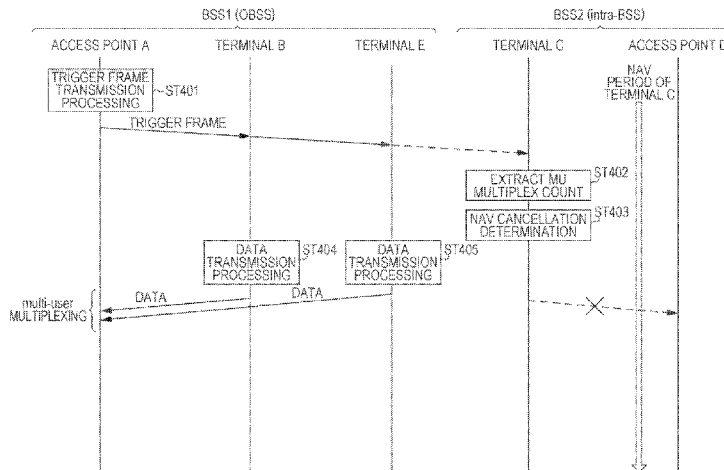 BSS1 (OBSS)
BSS2 (intra-BSS)
ACCESS POINT A
TERMINAL B
TERMINAL E
TERMINAL C
ACCESS POINT D
TRIGGER FRAME
TRANSMISSION
PROCESSING
ST401
NAV
PERIOD OF
TERMINAL C
TRIGGER FRAME
EXTRACT MU
MULTIPLEX COUNT
ST402
NAV CANCELLATION
DETERMINATION
ST403
DATA
TRANSMISSION
PROCESSING
ST404
DATA
TRANSMISSION
PROCESSING
ST405
multi-user
MULTIPLEXING
DATA
DATA